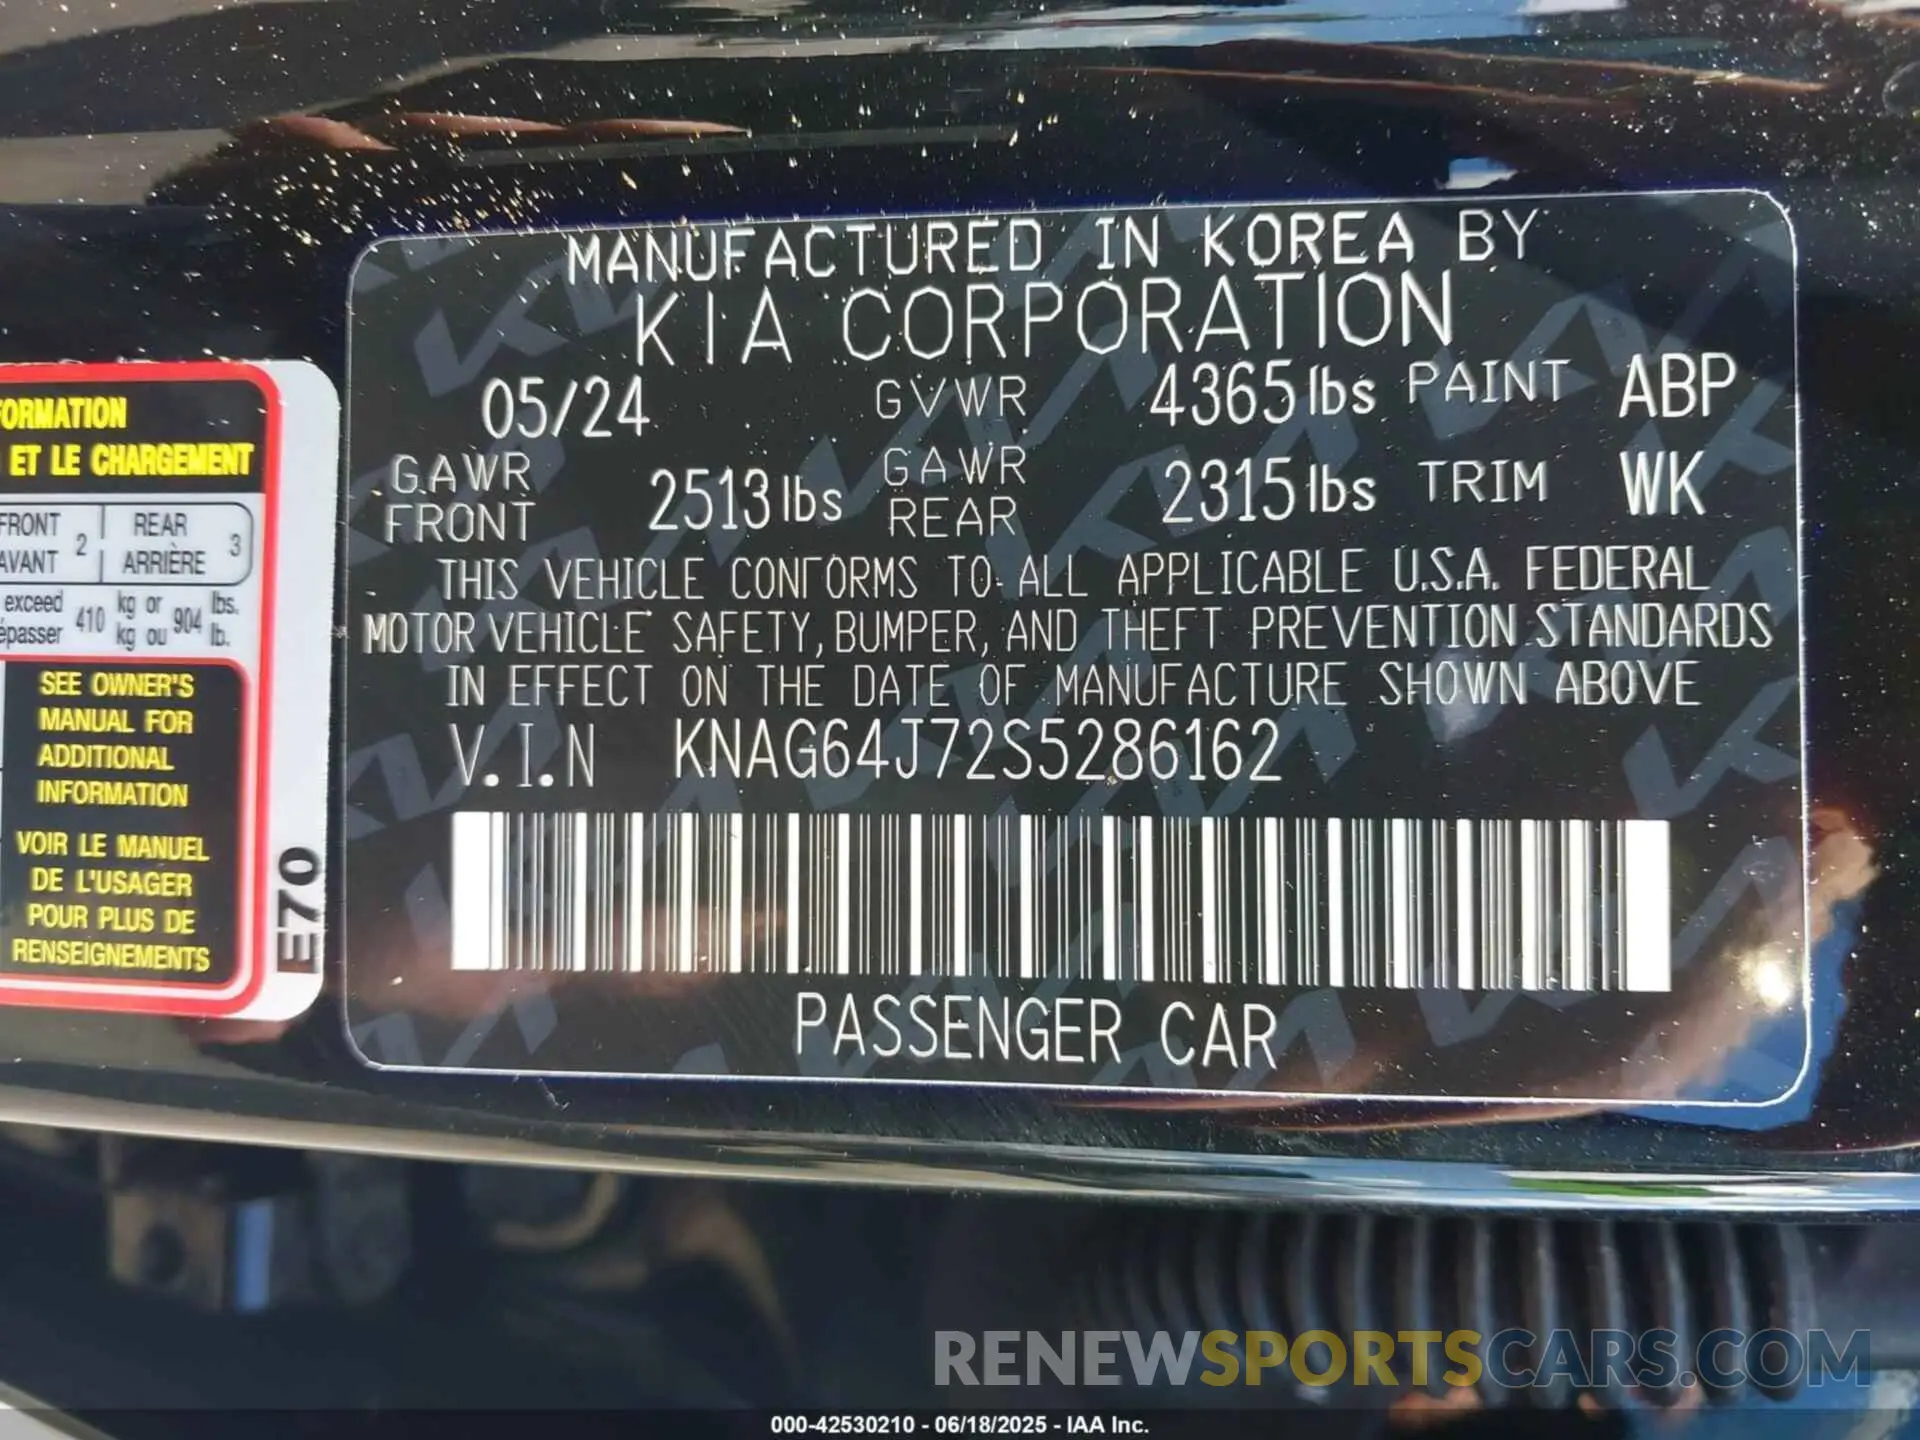 MANUFACTURED IN KOREA BY
KIA CORPORATION
05/24 GVWR 4365 lbs PAINT ABP
GAWR FRONT 2513 lbs GAWR REAR 2315 lbs TRIM WK
THIS VEHICLE CONFORMS TO ALL APPLICABLE U.S.A. FEDERAL
MOTOR VEHICLE SAFETY, BUMPER, AND THEFT PREVENTION STANDARDS
IN EFFECT ON THE DATE OF MANUFACTURE SHOWN ABOVE
V.I.N KNAG64J72S5286162
PASSENGER CAR
FORMATION
ET LE CHARGEMENT
FRONT 2 REAR 3
AVANT ARRIÈRE
exceed 410 kg or 904 lbs.
épasser kg ou lb.
SEE OWNER'S
MANUAL FOR
ADDITIONAL
INFORMATION
VOIR LE MANUEL
DE L'USAGER
POUR PLUS DE
RENSEIGNEMENTS
E70
RENEWSPORTSCARS.COM
000-42530210 - 06/18/2025 - IAA Inc.